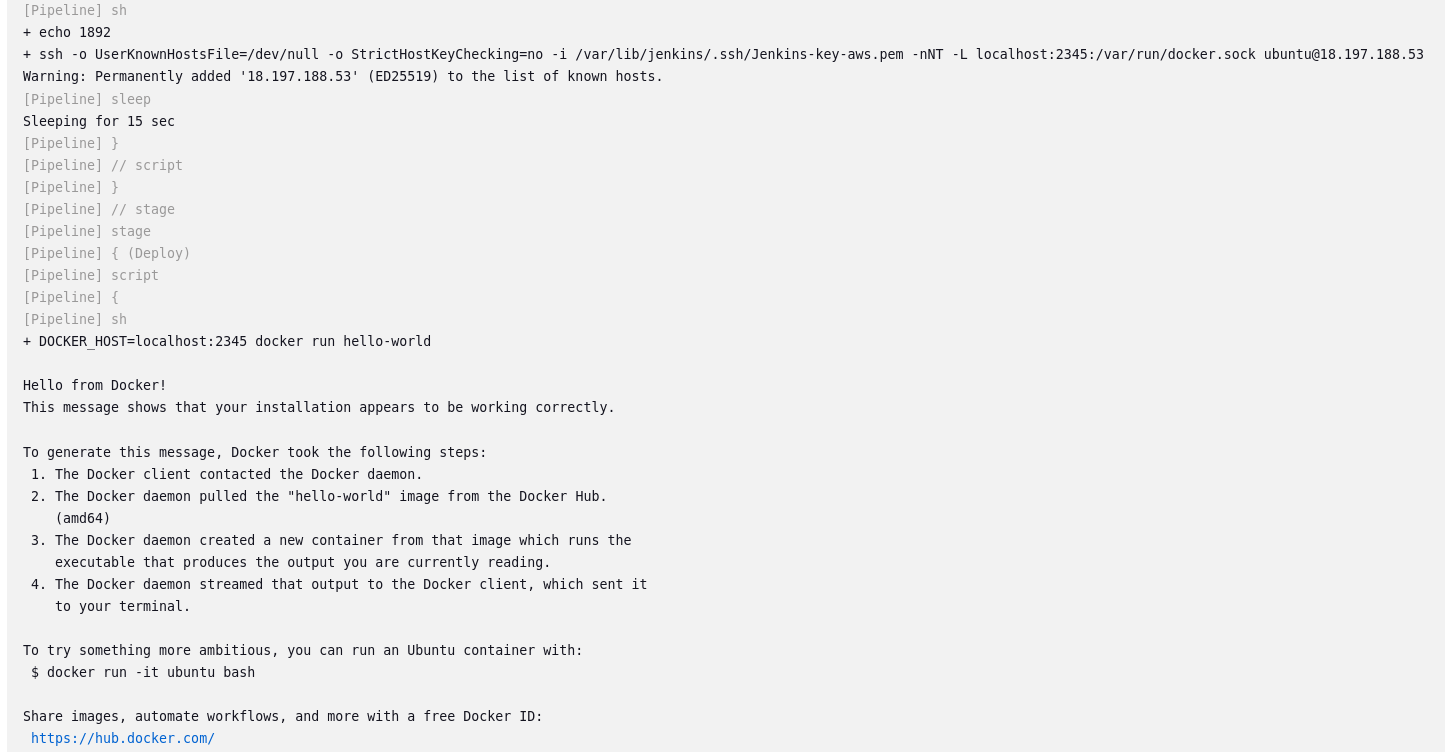 [Pipeline] sh
+ echo 1892
+ ssh -o UserKnownHostsFile=/dev/null -o StrictHostKeyChecking=no -i /var/lib/jenkins/.ssh/Jenkins-key-aws.pem -nNT -L localhost:2345:/var/run/docker.sock ubuntu@18.197.188.53
Warning: Permanently added '18.197.188.53' (ED25519) to the list of known hosts.
[Pipeline] sleep
Sleeping for 15 sec
[Pipeline] }
[Pipeline] // script
[Pipeline] }
[Pipeline] // stage
[Pipeline] stage
[Pipeline] { (Deploy)
[Pipeline] script
[Pipeline] {
[Pipeline] sh
+ DOCKER_HOST=localhost:2345 docker run hello-world

Hello from Docker!
This message shows that your installation appears to be working correctly.

To generate this message, Docker took the following steps:
 1. The Docker client contacted the Docker daemon.
 2. The Docker daemon pulled the "hello-world" image from the Docker Hub.
    (amd64)
 3. The Docker daemon created a new container from that image which runs the
    executable that produces the output you are currently reading.
 4. The Docker daemon streamed that output to the Docker client, which sent it
    to your terminal.

To try something more ambitious, you can run an Ubuntu container with:
 $ docker run -it ubuntu bash

Share images, automate workflows, and more with a free Docker ID:
 https://hub.docker.com/